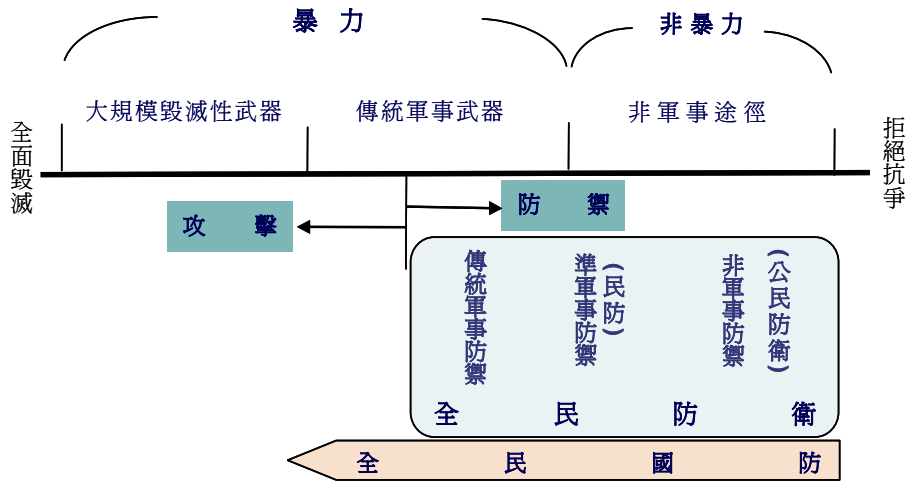 暴 力
非 暴 力
大規模毀滅性武器
傳統軍事武器
非軍事途徑
全面毀滅
拒絕抗爭
攻 擊
防 禦
傳統軍事防禦
準軍事防禦
(民防)
非軍事防禦
(公民防衛)
全 民 防 衛
全 民 國 防